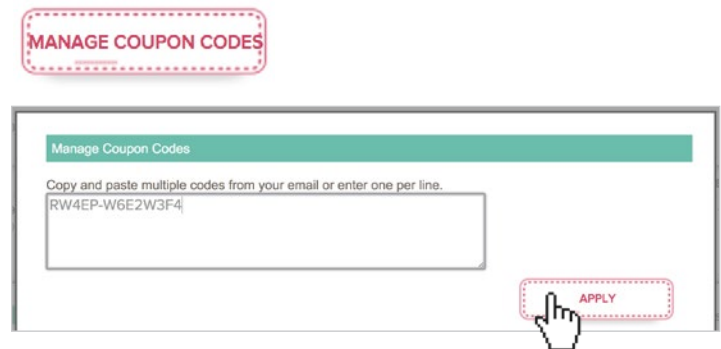 MANAGE COUPON CODES
Manage Coupon Codes
Copy and paste multiple codes from your email or enter one per line.
RW4EP-W6E2W3F4
APPLY